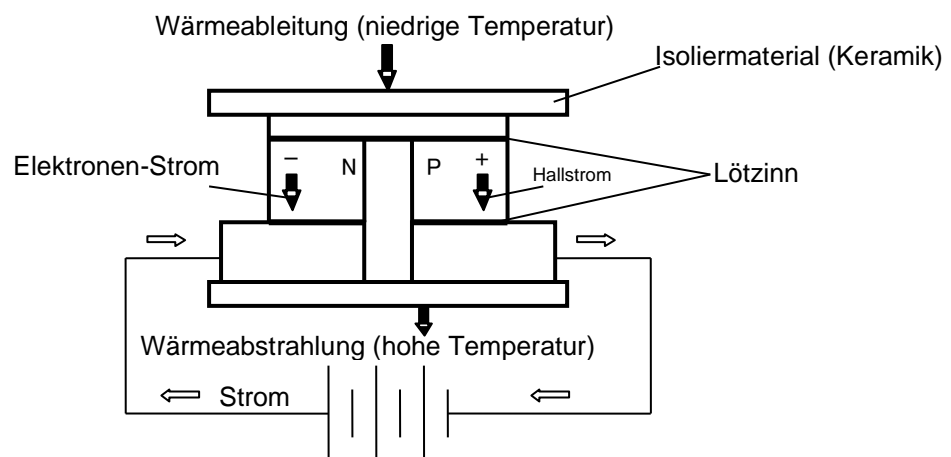 Wärmeableitung (niedrige Temperatur)
Isoliermaterial (Keramik)
Elektronen-Strom
–
N
P
+
Hallstrom
Lötzinn
Wärmeabstrahlung (hohe Temperatur)
Strom